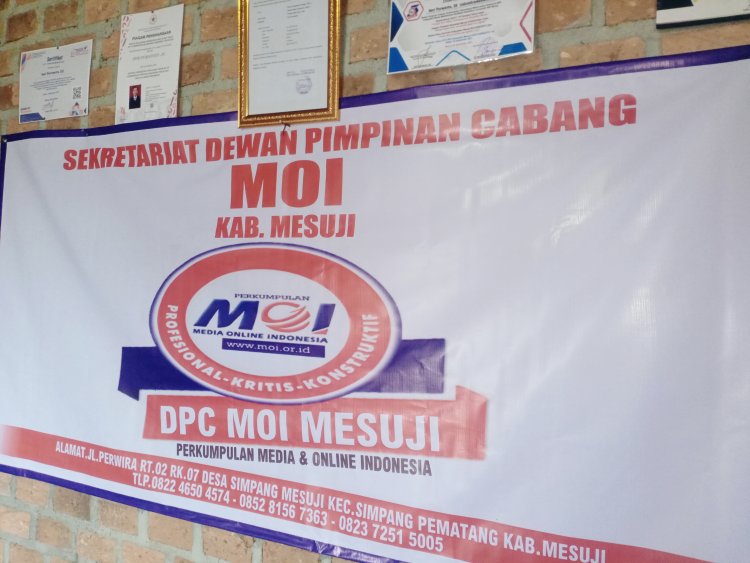 Sertifikat
PIAGAM PENGHARGAAN
SEKRETARIAT DEWAN PIMPINAN CABANG
MOI
KAB. MESUJI
PERKUMPULAN
MOI
MEDIA ONLINE INDONESIA
www.moi.or.id
PROFESIONAL-KRITIS-KONSTRUKTIF
DPC MOI MESUJI
PERKUMPULAN MEDIA & ONLINE INDONESIA
ALAMAT.JL.PERWIRA RT.02 RK.07 DESA SIMPANG MESUJI KEC.SIMPANG PEMATANG KAB.MESUJI
TLP.0822 4650 4574 - 0852 8156 7363 - 0823 7251 5005